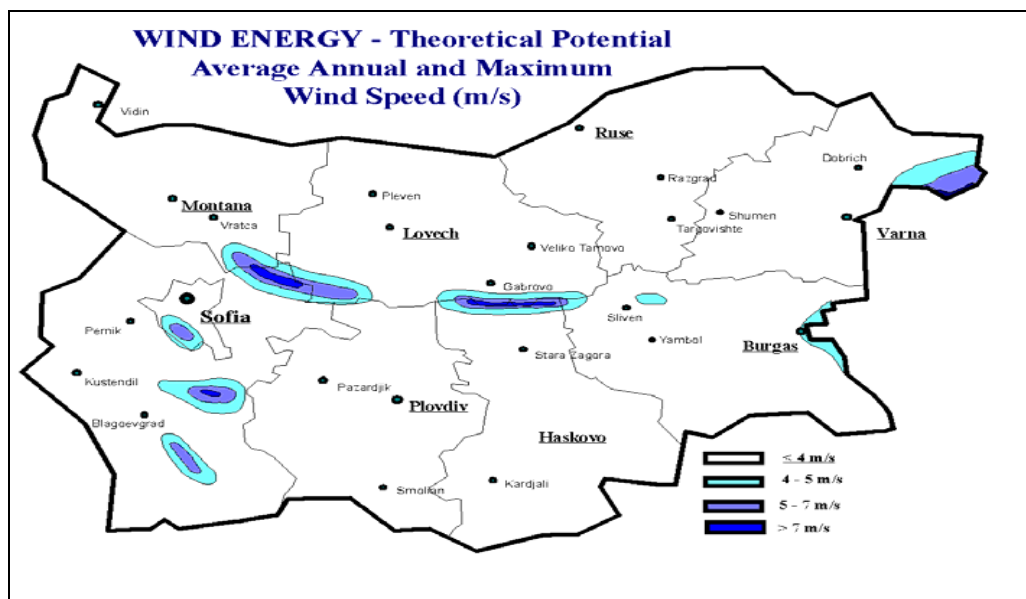 WIND ENERGY - Theoretical Potential
Average Annual and Maximum
Wind Speed (m/s)
Vidin
Ruse
Dobrich
Razgrad
Pleven
Montana
Shumen
Vratca
Targovishte
Varna
Lovech
Veliko Tarnovo
Gabrovo
Sofia
Sliven
Pernik
Yambol
Burgas
Stara Zagora
Kustendil
Pazardjik
Plovdiv
Blagoevgrad
Haskovo
< 4 m/s
4 - 5 m/s
Kardjali
Smolian
5 - 7 m/s
> 7 m/s